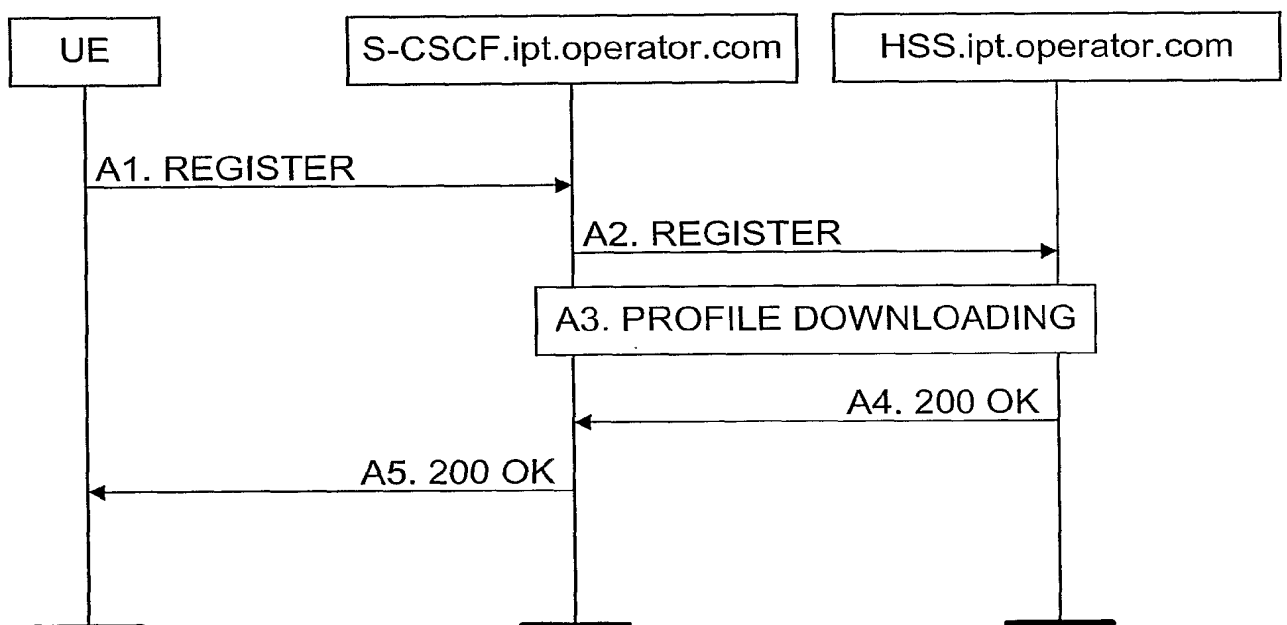 UE
S-CSCF.ipt.operator.com
HSS.ipt.operator.com
A1. REGISTER
A2. REGISTER
A3. PROFILE DOWNLOADING
A4. 200 OK
A5. 200 OK